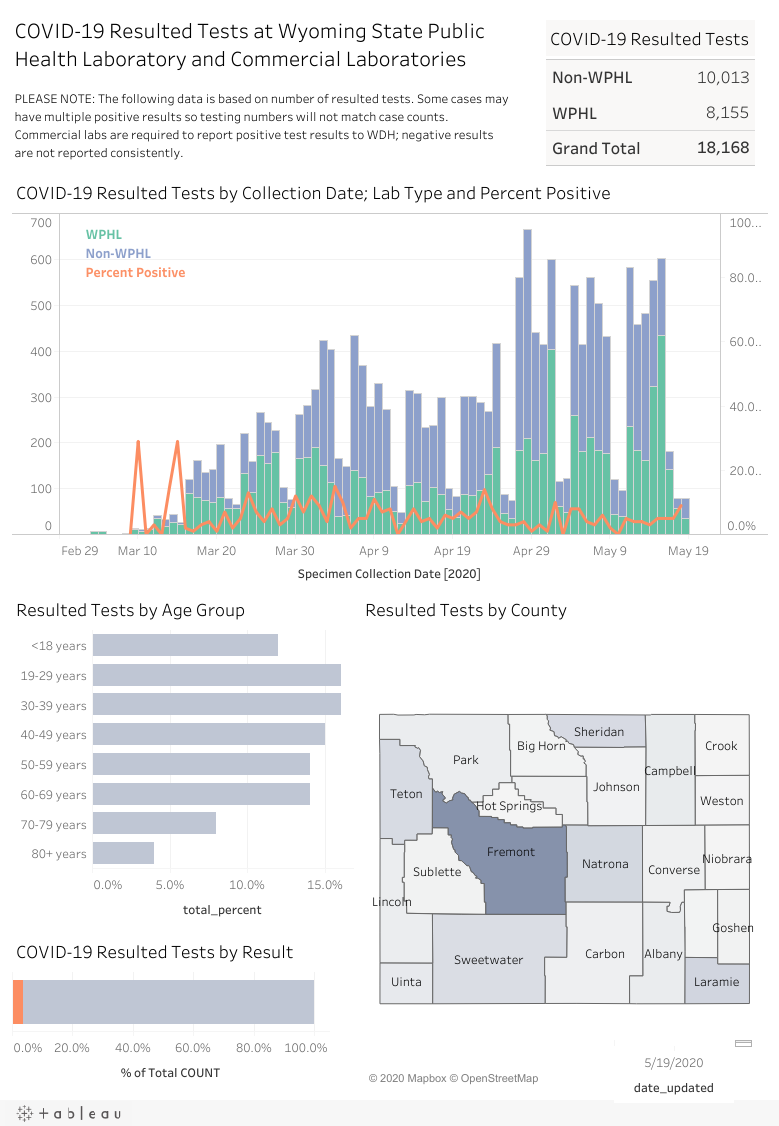 COVID-19 Resulted Tests at Wyoming State Public
Health Laboratory and Commercial Laboratories
PLEASE NOTE: The following data is based on number of resulted tests. Some cases may
have multiple positive results so testing numbers will not match case counts.
Commercial labs are required to report positive test results to WDH; negative results
are not reported consistently.
COVID-19 Resulted Tests
Non-WPHL 10,013
WPHL 8,155
Grand Total 18,168
COVID-19 Resulted Tests by Collection Date; Lab Type and Percent Positive
WPHL
Non-WPHL
Percent Positive
700 100...
600
80.0..
500
400 60.0..
300
40.0..
200
20.0..
100
0 0.0%
Feb 29 Mar 10 Mar 20 Mar 30 Apr 9 Apr 19 Apr 29 May 9 May 19
Specimen Collection Date [2020]
Resulted Tests by Age Group
<18 years
19-29 years
30-39 years
40-49 years
50-59 years
60-69 years
70-79 years
80+ years
0.0% 5.0% 10.0% 15.0%
total_percent
COVID-19 Resulted Tests by Result
0.0% 20.0% 40.0% 60.0% 80.0% 100.0%
% of Total COUNT
Resulted Tests by County
Sheridan
Big Horn Crook
Park
Campbell
Johnson
Teton
Weston
Hot Springs
Fremont
Niobrara
Natrona
Converse
Sublette
Lincoln
Goshen
Carbon Albany
Sweetwater
Uinta Laramie
© 2020 Mapbox © OpenStreetMap
5/19/2020
date_updated
tableau